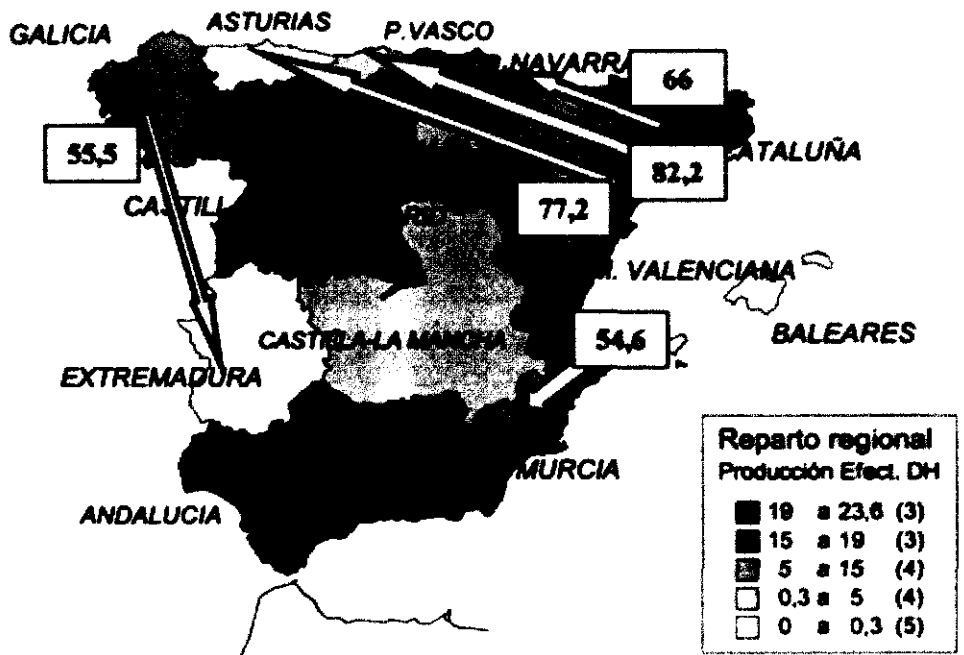 GALICIA
ASTURIAS
P.VASCO
NAVARRA
66
55,5
82,2
ATALUÑA
77,2
CASTILL
VALENCIANA
BALEARES
CASTILLA-LA MANCHA
54,6
EXTREMADURA
MURCIA
ANDALUCIA
Reparto regional
Producción Efect. DH
19 a 23,6 (3)
15 a 19 (3)
5 a 15 (4)
0,3 a 5 (4)
0 a 0,3 (5)